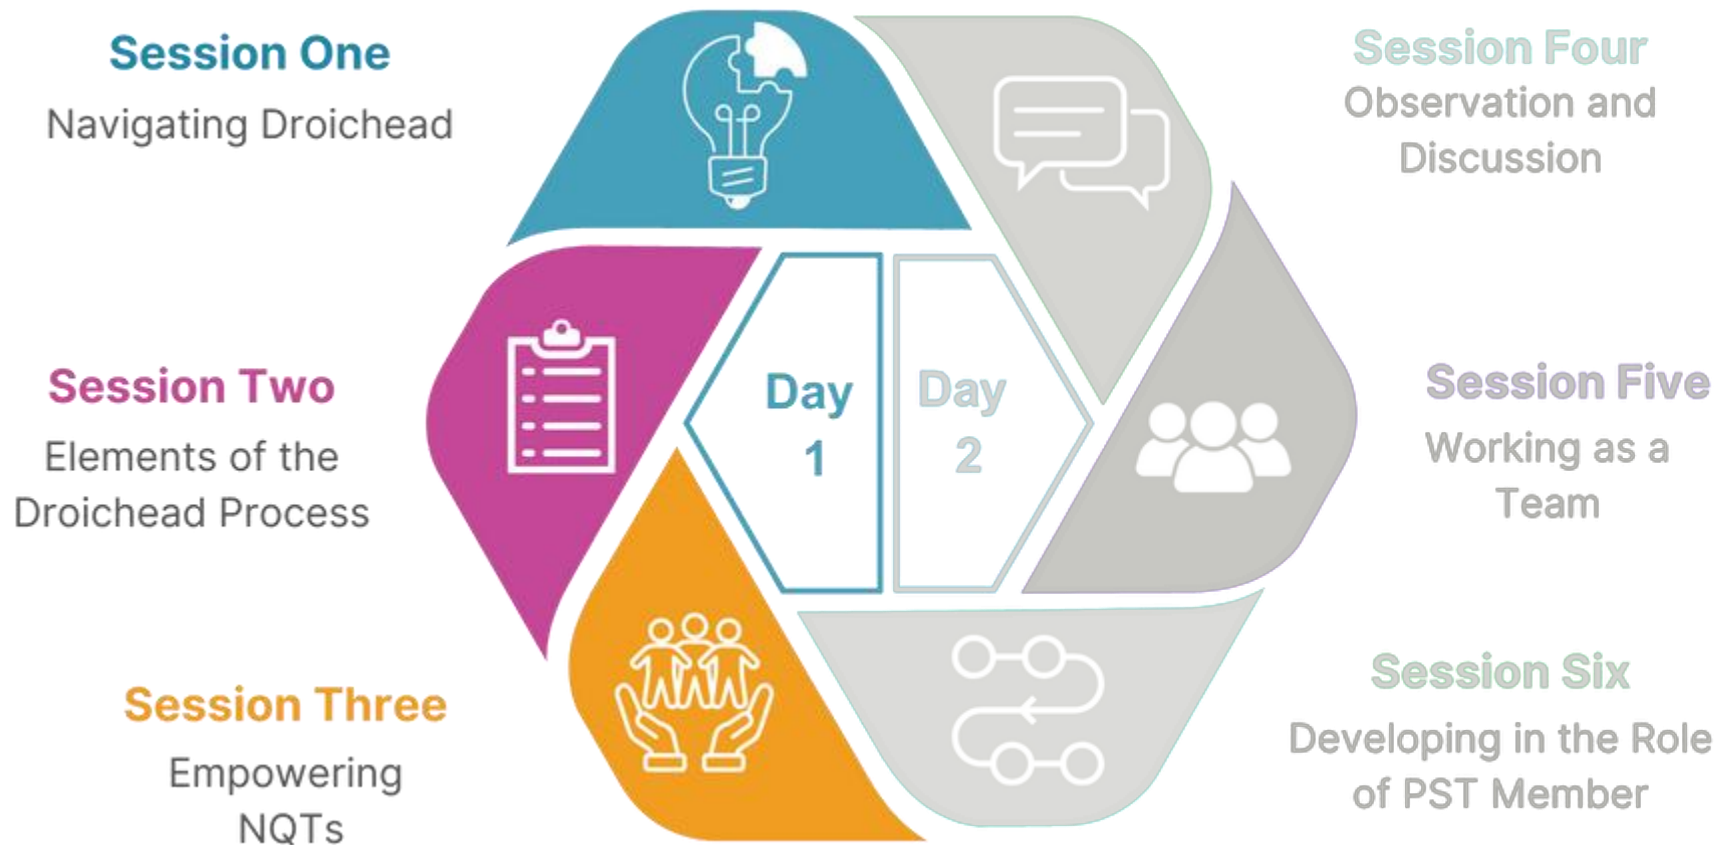 Session One
Navigating Droichead
Session Two
Elements of the
Droichead Process
Session Three
Empowering
NQTs
Day
1
Day
2
Session Four
Observation and
Discussion
Session Five
Working as a
Team
Session Six
Developing in the Role
of PST Member